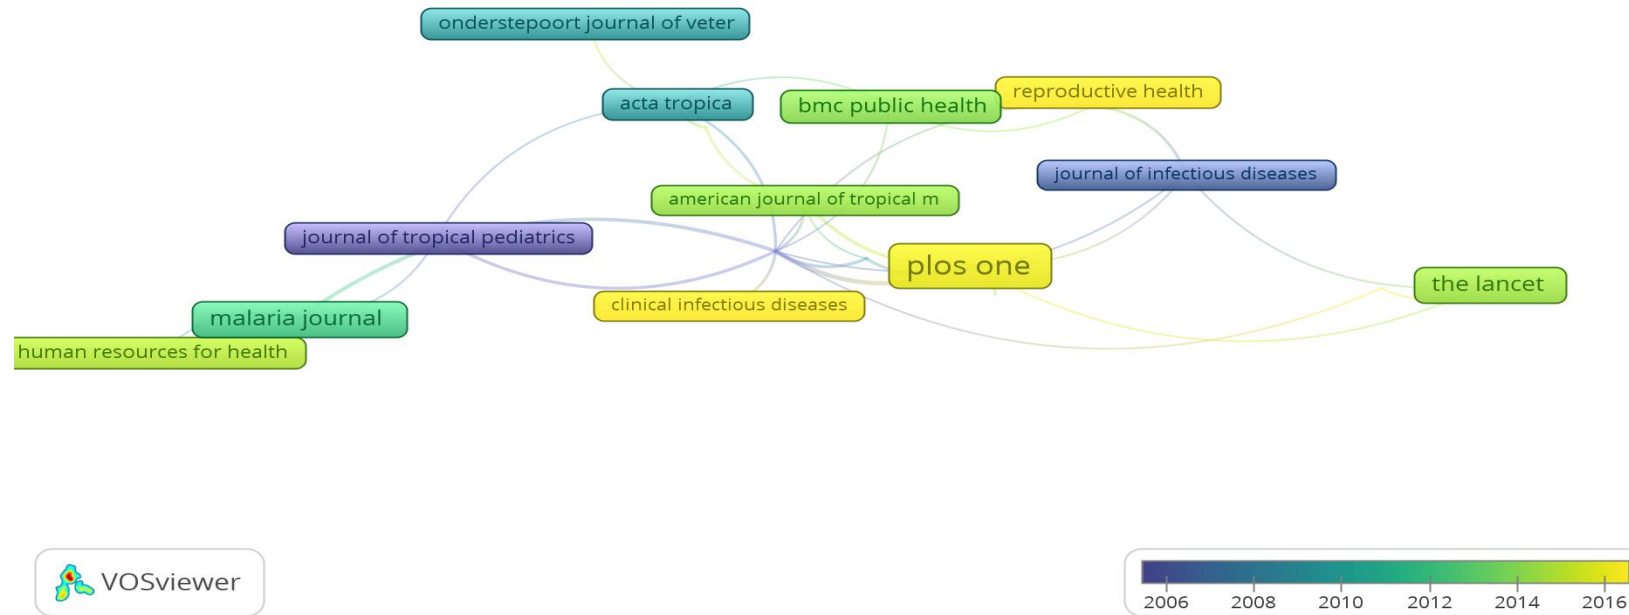 onderstepoort journal of veter
acta tropica
bmc public health
reproductive health
journal of infectious diseases
american journal of tropical m
journal of tropical pediatrics
plos one
the lancet
clinical infectious diseases
malaria journal
human resources for health
VOSviewer
2006 2008 2010 2012 2014 2016